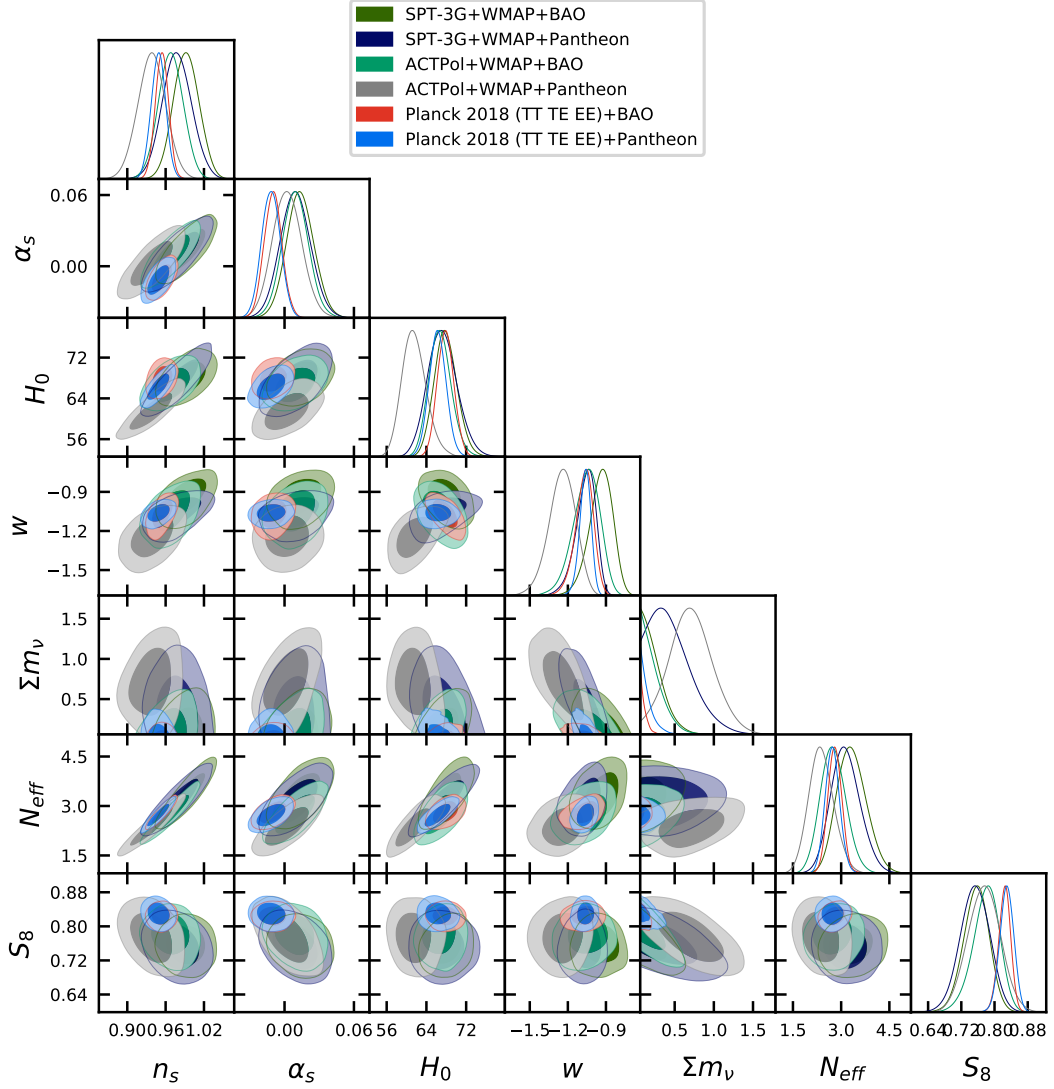 SPT-3G+WMAP+BAO
SPT-3G+WMAP+Pantheon
ACTPol+WMAP+BAO
ACTPol+WMAP+Pantheon
Planck 2018 (TT TE EE)+BAO
Planck 2018 (TT TE EE)+Pantheon
0.06
0.00
α_s
72
64
56
H_0
−0.9
−1.2
−1.5
w
1.5
1.0
0.5
Σm_ν
4.5
3.0
1.5
N_eff
0.88
0.80
0.72
0.64
S_8
0.90 0.96 1.02 0.00 0.06 56 64 72 −1.5 −1.2 −0.9 0.5 1.0 1.5 1.5 3.0 4.5 0.64 0.72 0.80 0.88
n_s α_s H_0 w Σm_ν N_eff S_8